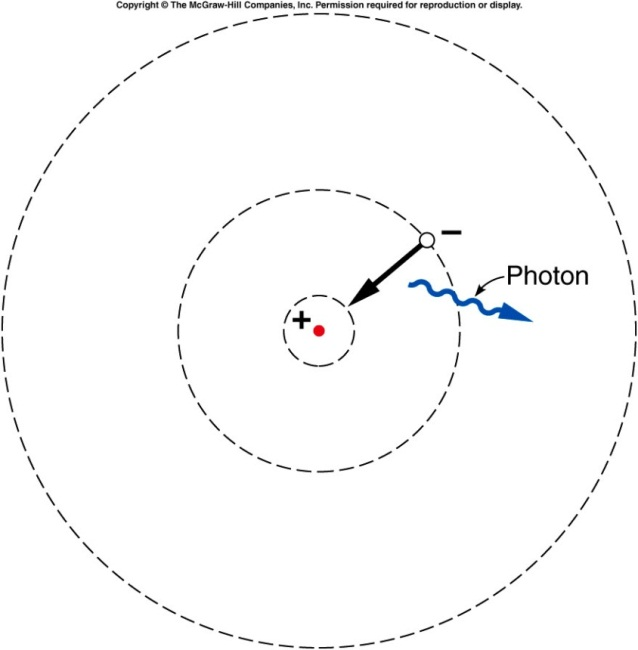 Copyright © The McGraw-Hill Companies, Inc. Permission required for reproduction or display.
−
Photon
+